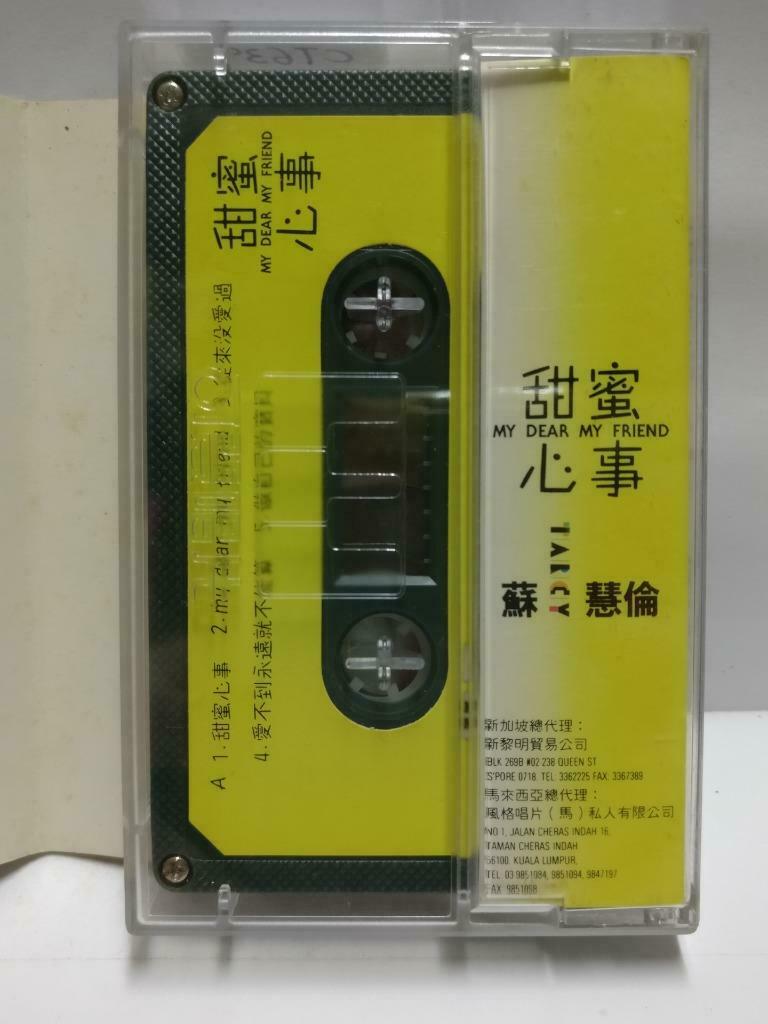 甜蜜
MY DEAR MY FRIEND
心事
A 1.甜蜜心事 2.my dear my friend 3.從來没愛過
4.愛不到永遠就不能算 5.做自己的寶貝
甜蜜
MY DEAR MY FRIEND
心事
TARCY
蘇慧倫
新加坡總代理：
新黎明貿易公司
BLK 269B #02 238 QUEEN ST
S'PORE 0718. TEL: 3362225 FAX: 3367389
馬來西亞總代理：
風格唱片（馬）私人有限公司
NO 1, JALAN CHERAS INDAH 16,
TAMAN CHERAS INDAH
56100. KUALA LUMPUR,
TEL: 03 9851084, 9851094, 9847197
FAX: 9851098